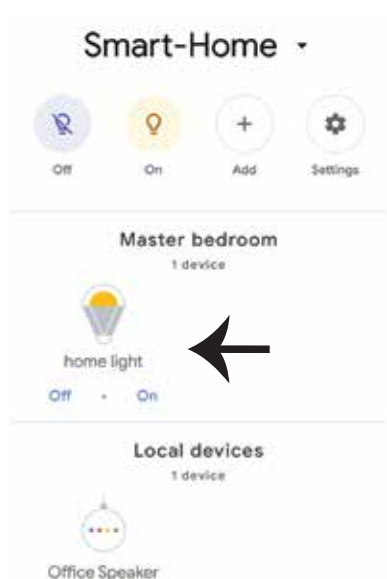 Smart-Home
Off On Add Settings
Master bedroom
1 device
home light
Off · On
Local devices
1 device
Office Speaker